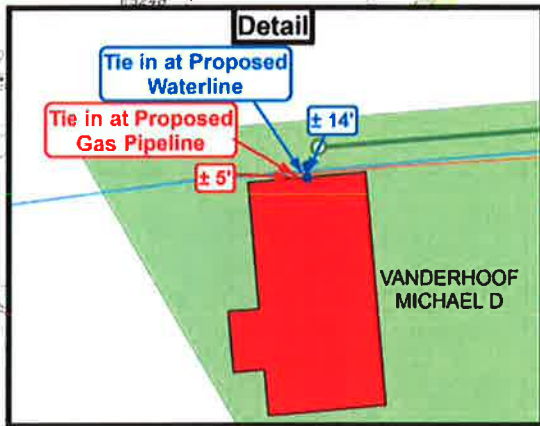 Detail
Tie in at Proposed
Waterline
± 14'
Tie in at Proposed
Gas Pipeline
± 5'
VANDERHOOF
MICHAEL D